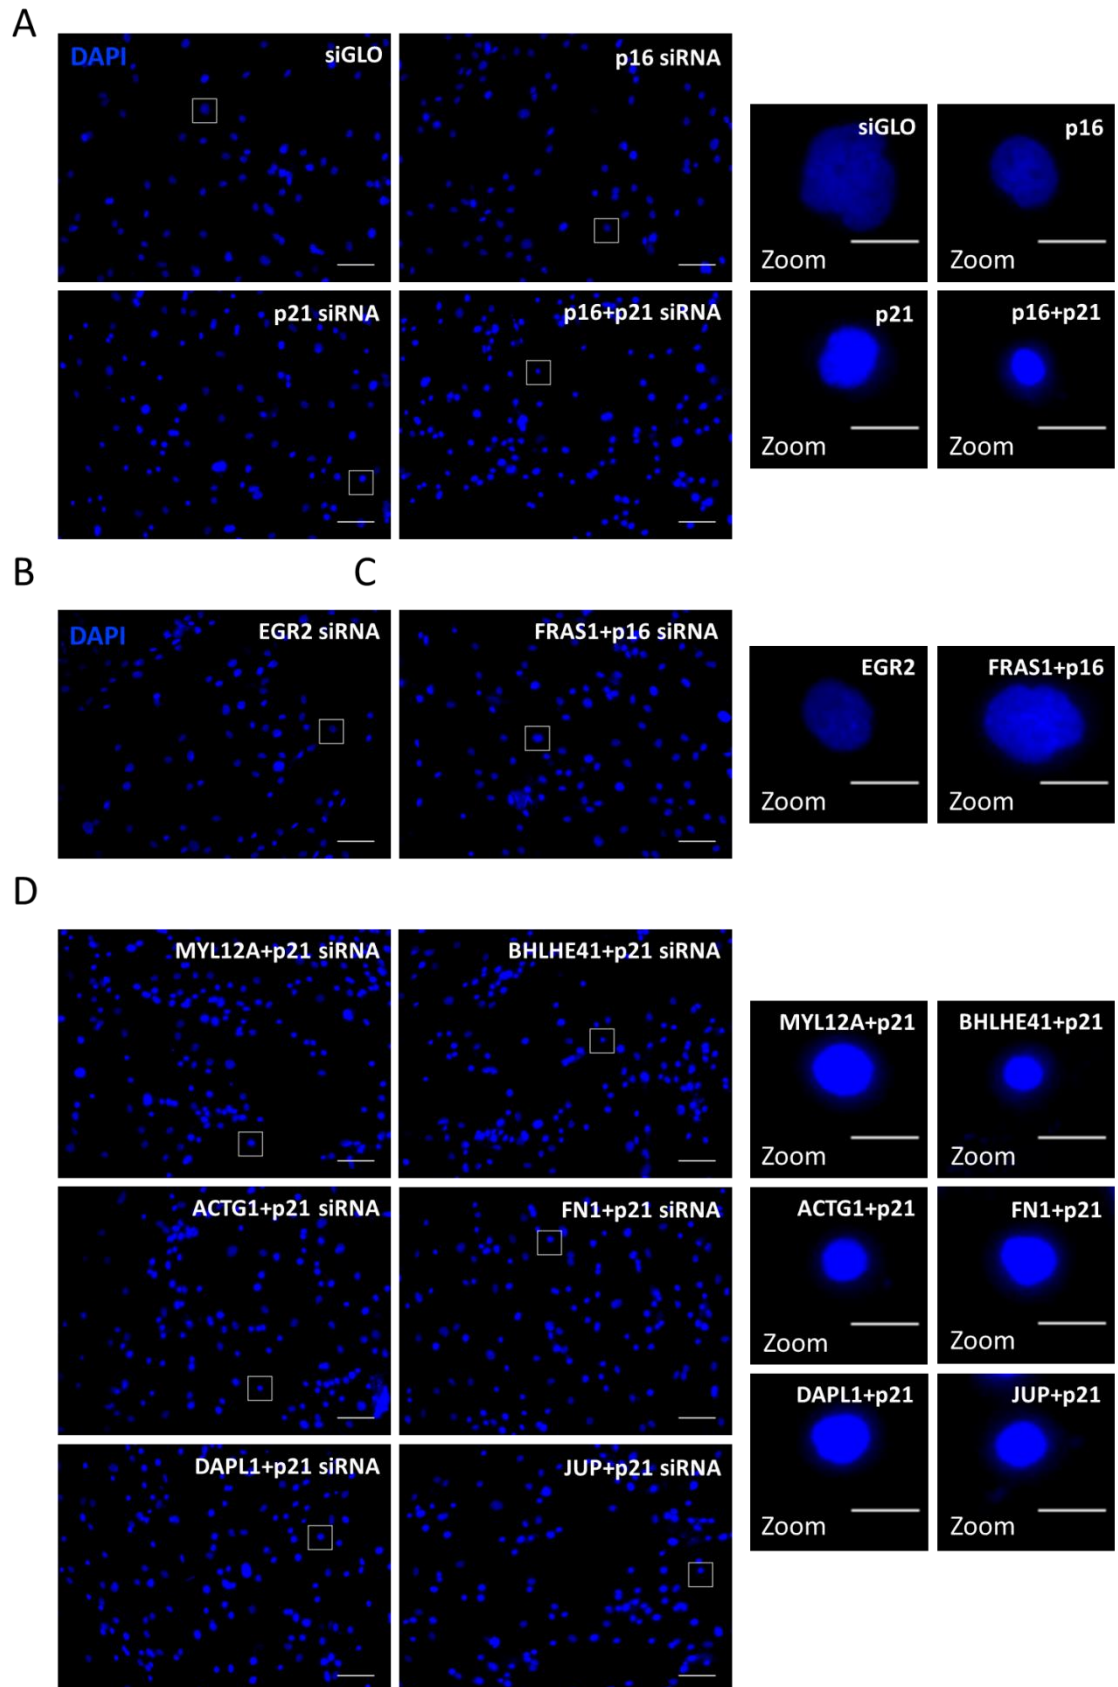 A
DAPI
siGLO
p16 siRNA
siGLO
Zoom
p16
Zoom
p21 siRNA
p16+p21 siRNA
p21
Zoom
p16+p21
Zoom
B
C
DAPI
EGR2 siRNA
FRAS1+p16 siRNA
EGR2
Zoom
FRAS1+p16
Zoom
D
MYL12A+p21 siRNA
BHLHE41+p21 siRNA
MYL12A+p21
Zoom
BHLHE41+p21
Zoom
ACTG1+p21 siRNA
FN1+p21 siRNA
ACTG1+p21
Zoom
FN1+p21
Zoom
DAPL1+p21 siRNA
JUP+p21 siRNA
DAPL1+p21
Zoom
JUP+p21
Zoom